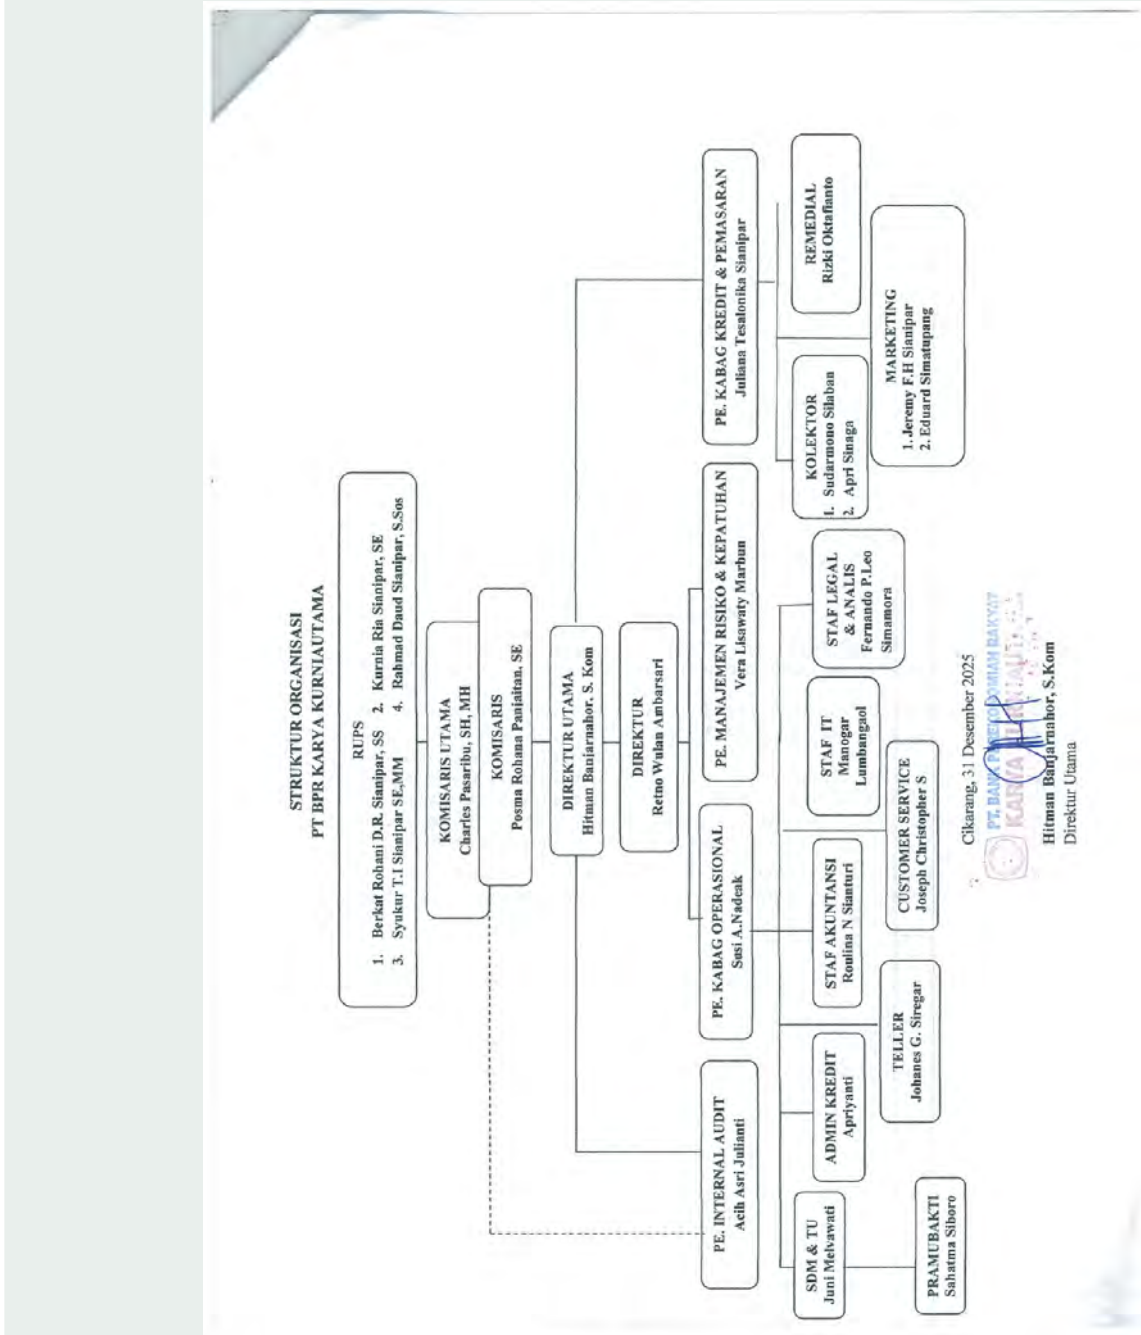 STRUKTUR ORGANISASI
PT BPR KARYA KURNIAUTAMA
RUPS
1. Berkat Rohani D.R. Sianipar, SS 2. Kurnia Ria Sianipar, SE
3. Syukur T.I Sianipar SE,MM 4. Rahmad Daud Sianipar, S.Sos
KOMISARIS UTAMA
Charles Pasaribu, SH, MH
KOMISARIS
Posma Rohana Panjaitan, SE
DIREKTUR UTAMA
Hitman Banjarnahor, S. Kom
DIREKTUR
Retno Wulan Ambarsari
PE. INTERNAL AUDIT
Acih Asri Julianti
PE. KABAG OPERASIONAL
Susi A.Nadeak
PE. MANAJEMEN RISIKO & KEPATUHAN
Vera Lisawaty Marbun
PE. KABAG KREDIT & PEMASARAN
Juliana Tesalonika Sianipar
SDM & TU
Juni Melvawati
ADMIN KREDIT
Apriyanti
STAF AKUNTANSI
Roulina N Sianturi
STAF IT
Manogar
Lumbangaol
STAF LEGAL
& ANALIS
Fernando P.Leo
Simamora
KOLEKTOR
1. Sudarmono Silaban
2. Apri Sinaga
REMEDIAL
Rizki Oktafianto
PRAMUBAKTI
Sahatma Siboro
TELLER
Johanes G. Siregar
CUSTOMER SERVICE
Joseph Christopher S
MARKETING
1. Jeremy F.H Sianipar
2. Eduard Simatupang
Cikarang, 31 Desember 2025
PT. BANK PEREKONOMIAN RAKYAT
KARYA KURNIAUTAMA
Hitman Banjarnahor, S.Kom
Direktur Utama